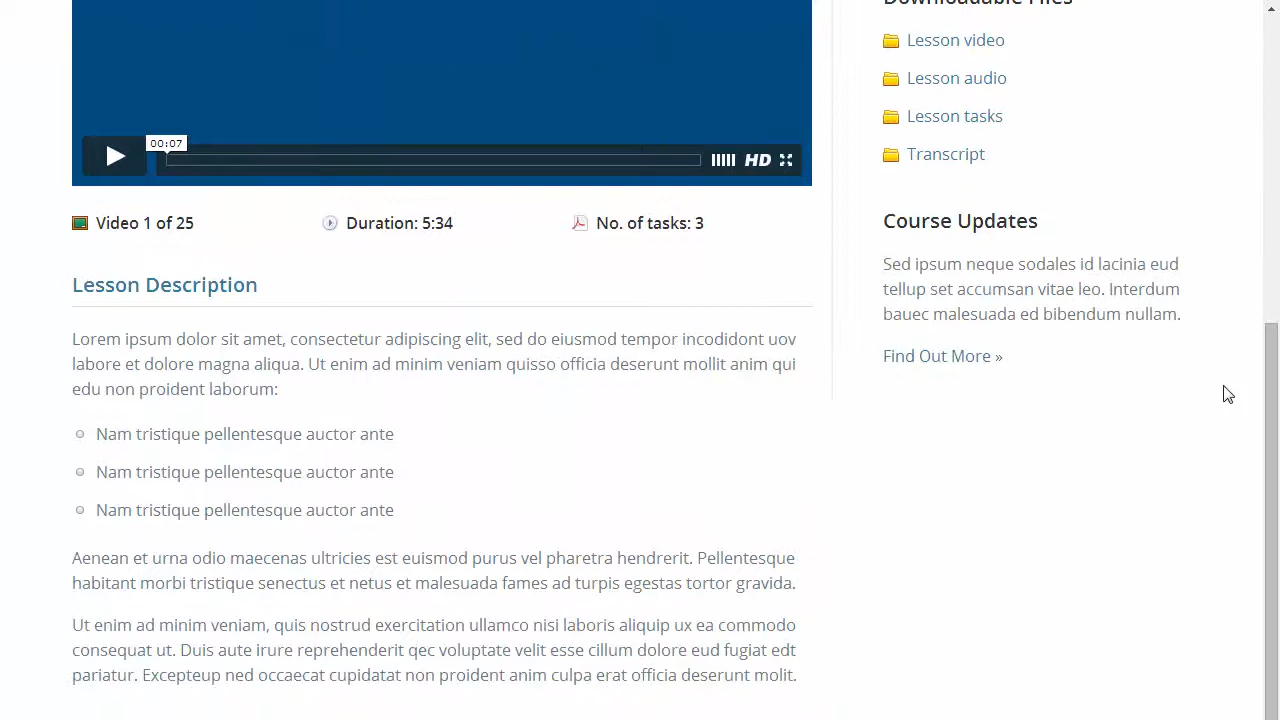 00:07
HD
Video 1 of 25
Duration: 5:34
No. of tasks: 3
Lesson Description
Lorem ipsum dolor sit amet, consectetur adipiscing elit, sed do eiusmod tempor incodidont uov
labore et dolore magna aliqua. Ut enim ad minim veniam quisso officia deserunt mollit anim qui
edu non proident laborum:
Nam tristique pellentesque auctor ante
Nam tristique pellentesque auctor ante
Nam tristique pellentesque auctor ante
Aenean et urna odio maecenas ultricies est euismod purus vel pharetra hendrerit. Pellentesque
habitant morbi tristique senectus et netus et malesuada fames ad turpis egestas tortor gravida.
Ut enim ad minim veniam, quis nostrud exercitation ullamco nisi laboris aliquip ux ea commodo
consequat ut. Duis aute irure reprehenderit qec voluptate velit esse cillum dolore eud fugiat edt
pariatur. Excepteup ned occaecat cupidatat non proident anim culpa erat officia deserunt molit.
Downloadable Files
Lesson video
Lesson audio
Lesson tasks
Transcript
Course Updates
Sed ipsum neque sodales id lacinia eud
tellup set accumsan vitae leo. Interdum
bauec malesuada ed bibendum nullam.
Find Out More »